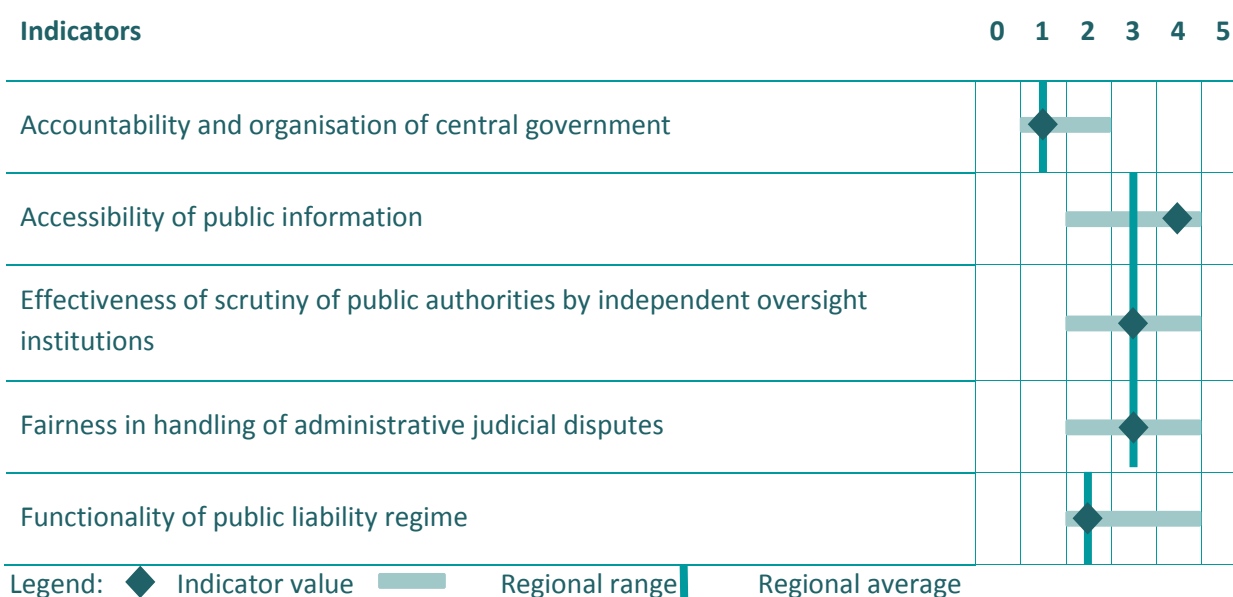 Indicators 0 1 2 3 4 5
Accountability and organisation of central government
Accessibility of public information
Effectiveness of scrutiny of public authorities by independent oversight
institutions
Fairness in handling of administrative judicial disputes
Functionality of public liability regime
Legend: Indicator value Regional range Regional average